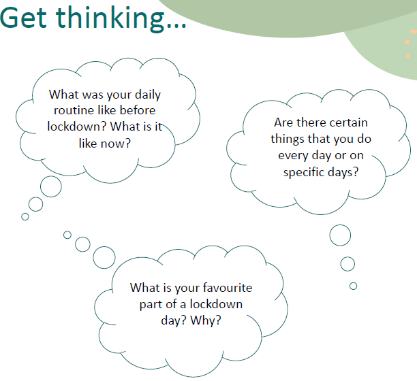 Get thinking...
What was your daily
routine like before
lockdown? What is it
like now?
Are there certain
things that you do
every day or on
specific days?
What is your favourite
part of a lockdown
day? Why?